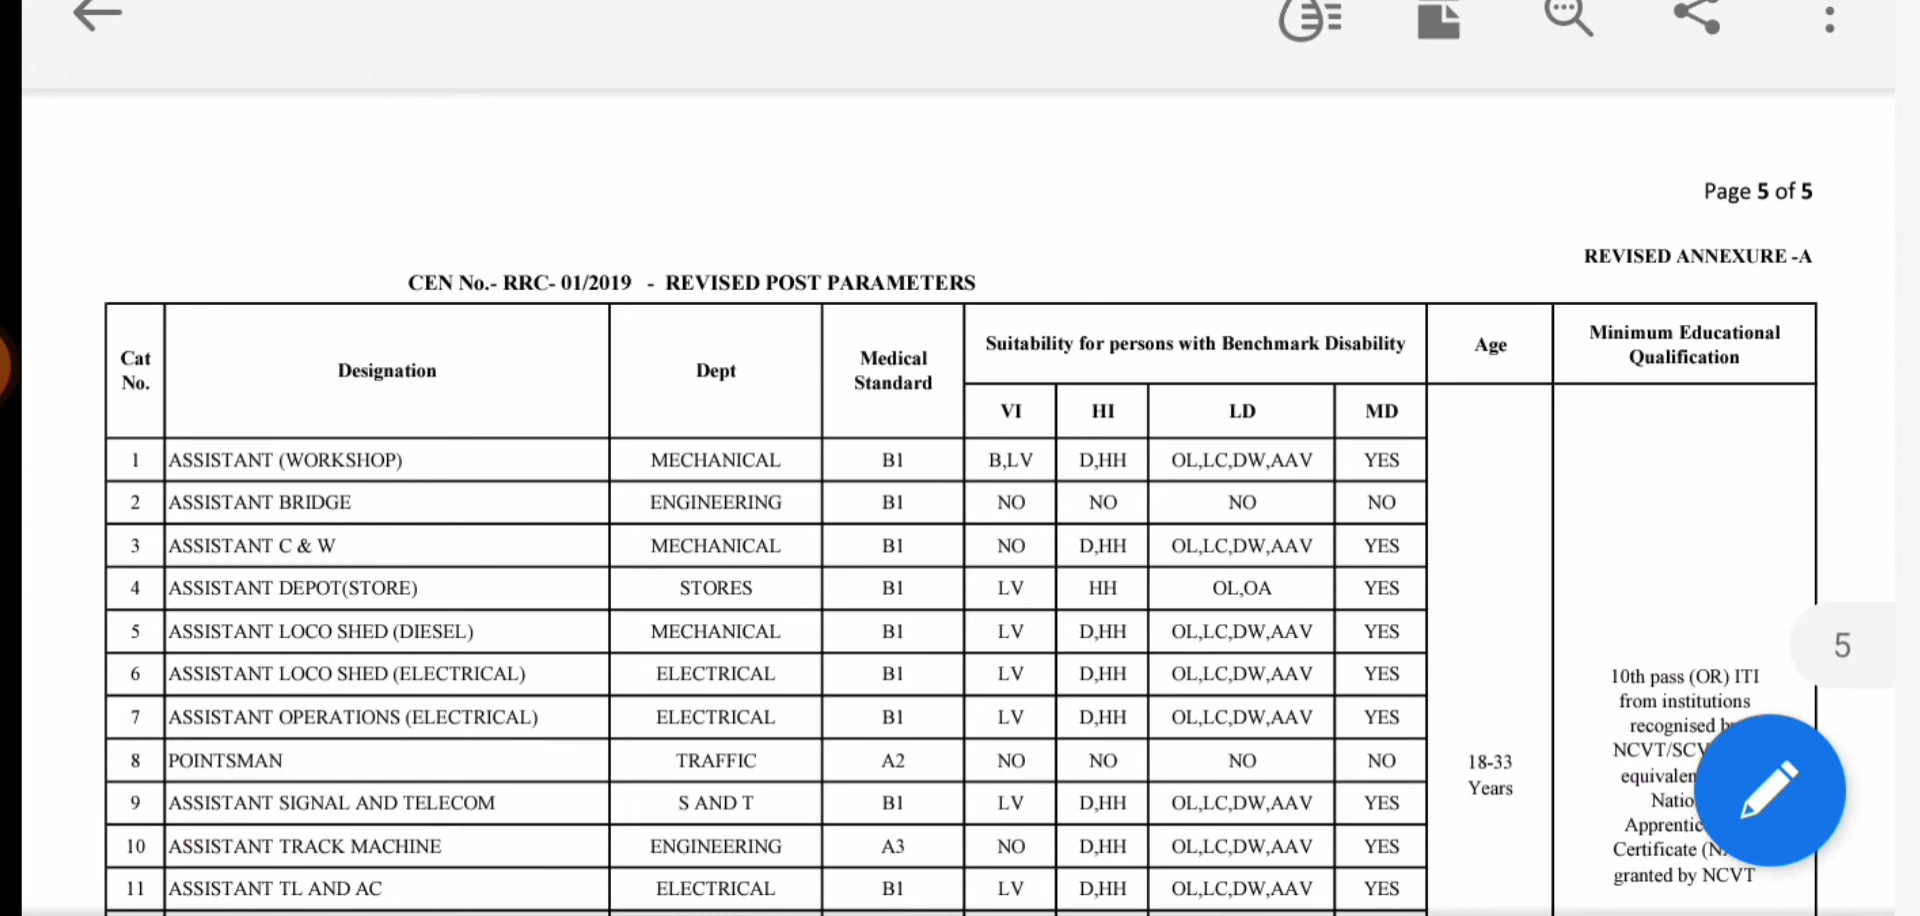 Page 5 of 5
REVISED ANNEXURE -A
CEN No.- RRC- 01/2019 - REVISED POST PARAMETERS
Cat No. Designation Dept Medical Standard Suitability for persons with Benchmark Disability Age Minimum Educational Qualification
VI HI LD MD
1 ASSISTANT (WORKSHOP) MECHANICAL B1 B,LV D,HH OL,LC,DW,AAV YES
2 ASSISTANT BRIDGE ENGINEERING B1 NO NO NO NO
3 ASSISTANT C & W MECHANICAL B1 NO D,HH OL,LC,DW,AAV YES
4 ASSISTANT DEPOT(STORE) STORES B1 LV HH OL,OA YES
5 ASSISTANT LOCO SHED (DIESEL) MECHANICAL B1 LV D,HH OL,LC,DW,AAV YES
6 ASSISTANT LOCO SHED (ELECTRICAL) ELECTRICAL B1 LV D,HH OL,LC,DW,AAV YES
7 ASSISTANT OPERATIONS (ELECTRICAL) ELECTRICAL B1 LV D,HH OL,LC,DW,AAV YES
8 POINTSMAN TRAFFIC A2 NO NO NO NO
9 ASSISTANT SIGNAL AND TELECOM S AND T B1 LV D,HH OL,LC,DW,AAV YES
10 ASSISTANT TRACK MACHINE ENGINEERING A3 NO D,HH OL,LC,DW,AAV YES
11 ASSISTANT TL AND AC ELECTRICAL B1 LV D,HH OL,LC,DW,AAV YES
18-33
Years
10th pass (OR) ITI
from institutions
recognised
Certificate
granted by NCVT
5